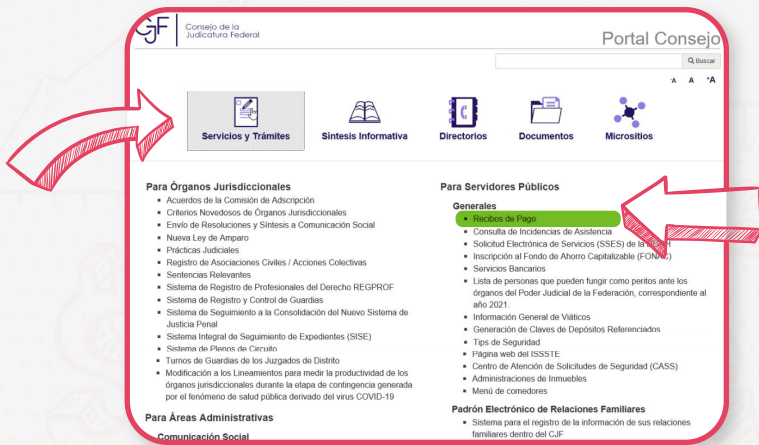 CJF
Consejo de la
Judicatura Federal
Portal Consejo
Buscar
-A A +A
Servicios y Trámites
Síntesis Informativa
Directorios
Documentos
Micrositios
Para Órganos Jurisdiccionales
Acuerdos de la Comisión de Adscripción
Criterios Novedosos de Órganos Jurisdiccionales
Envío de Resoluciones y Síntesis a Comunicación Social
Nueva Ley de Amparo
Prácticas Judiciales
Registro de Asociaciones Civiles / Acciones Colectivas
Sentencias Relevantes
Sistema de Registro de Profesionales del Derecho REGPROF
Sistema de Registro y Control de Guardias
Sistema de Seguimiento a la Consolidación del Nuevo Sistema de
Justicia Penal
Sistema Integral de Seguimiento de Expedientes (SISE)
Sistema de Plenos de Circuito
Turnos de Guardias de los Juzgados de Distrito
Modificación a los Lineamientos para medir la productividad de los
órganos jurisdiccionales durante la etapa de contingencia generada
por el fenómeno de salud pública derivado del virus COVID-19
Para Áreas Administrativas
Comunicación Social
Para Servidores Públicos
Generales
Recibos de Pago
Consulta de Incidencias de Asistencia
Solicitud Electrónica de Servicios (SSES) de la
Inscripción al Fondo de Ahorro Capitalizable (FONAC)
Servicios Bancarios
Lista de personas que pueden fungir como peritos ante los
órganos del Poder Judicial de la Federación, correspondiente al
año 2021.
Información General de Viáticos
Generación de Claves de Depósitos Referenciados
Tips de Seguridad
Página web del ISSSTE
Centro de Atención de Solicitudes de Seguridad (CASS)
Administraciones de Inmuebles
Menú de comedores
Padrón Electrónico de Relaciones Familiares
Sistema para el registro de la información de sus relaciones
familiares dentro del CJF